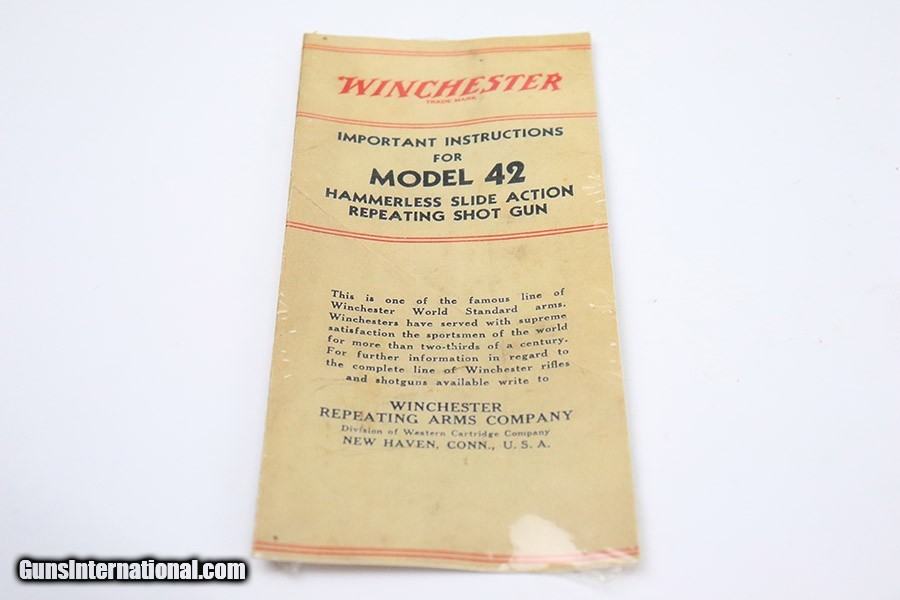 WINCHESTER
TRADE MARK
IMPORTANT INSTRUCTIONS
FOR
MODEL 42
HAMMERLESS SLIDE ACTION
REPEATING SHOT GUN
This is one of the famous line of
Winchester World Standard arms.
Winchesters have served with supreme
satisfaction the sportsmen of the world
for more than two-thirds of a century.
For further information in regard to
the complete line of Winchester rifles
and shotguns available write to
WINCHESTER
REPEATING ARMS COMPANY
Division of Western Cartridge Company
NEW HAVEN, CONN., U. S. A.
GunsInternational.com